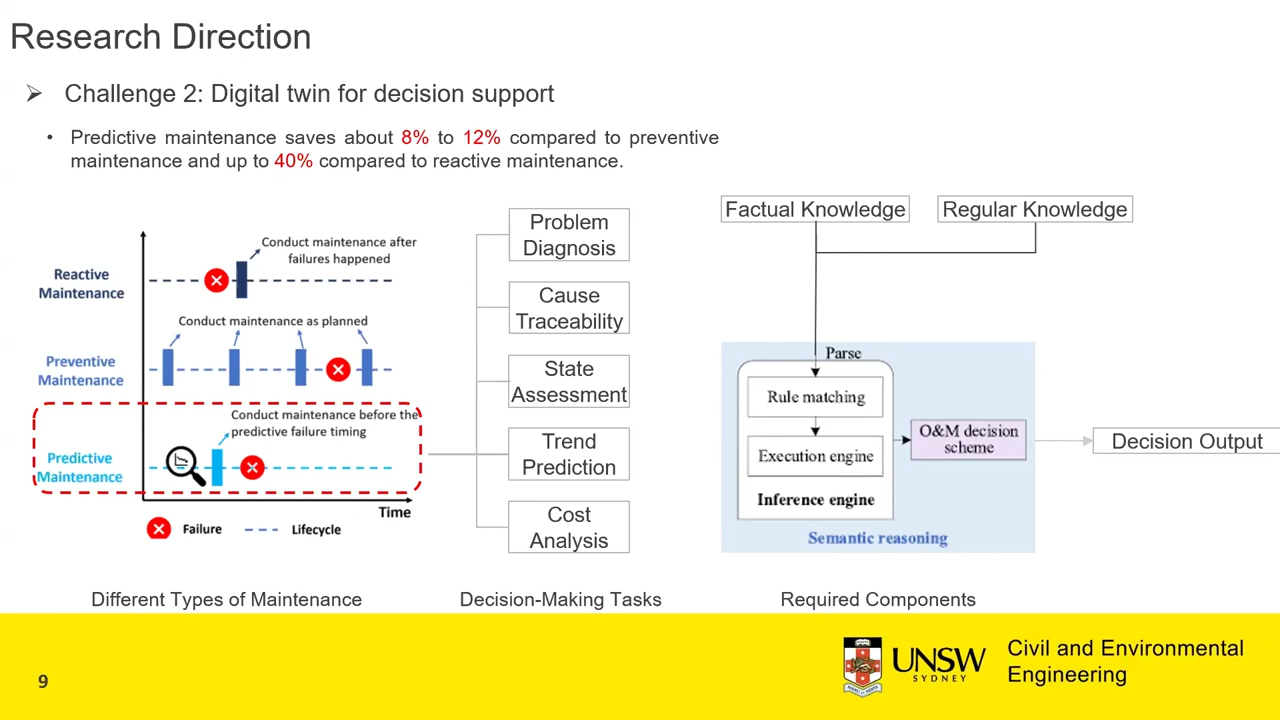 Research Direction
➢ Challenge 2: Digital twin for decision support
• Predictive maintenance saves about 8% to 12% compared to preventive
maintenance and up to 40% compared to reactive maintenance.
Reactive
Maintenance
Conduct maintenance after
failures happened
Conduct maintenance as planned
Preventive
Maintenance
Conduct maintenance before the
predictive failure timing
Predictive
Maintenance
Time
Failure
Lifecycle
Different Types of Maintenance
Problem
Diagnosis
Cause
Traceability
State
Assessment
Trend
Prediction
Cost
Analysis
Decision-Making Tasks
Factual Knowledge
Regular Knowledge
Parse
Rule matching
Execution engine
Inference engine
O&M decision
scheme
Semantic reasoning
Decision Output
Required Components
9
UNSW
SYDNEY
Civil and Environmental
Engineering